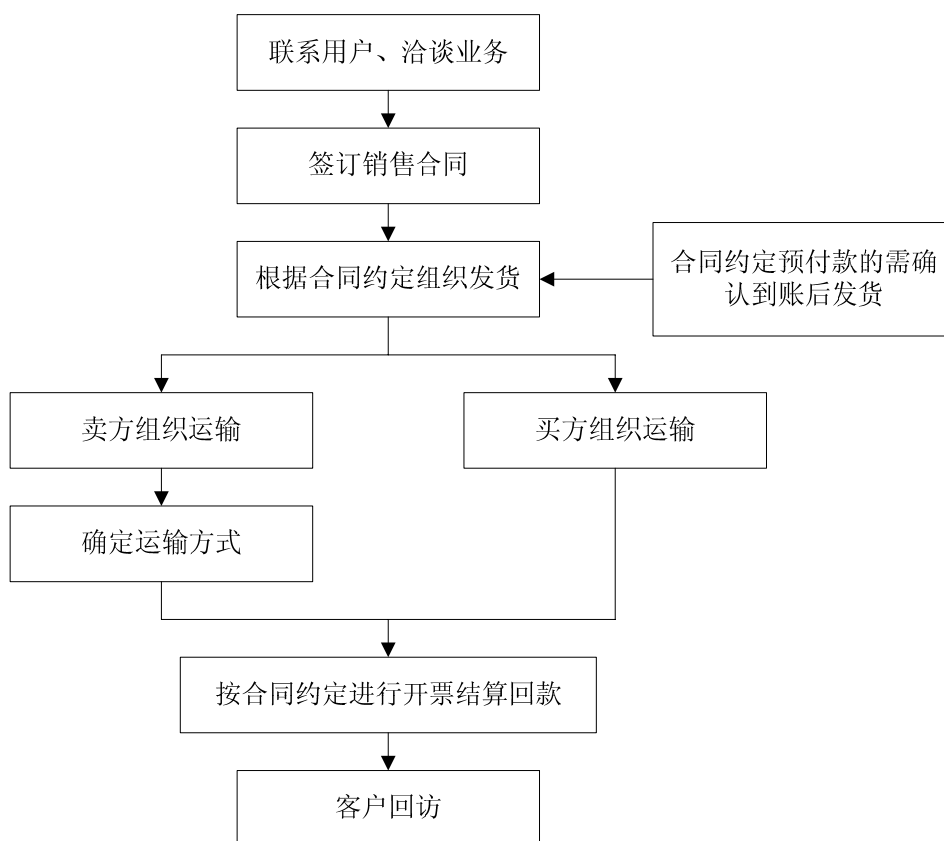 联系用户、洽谈业务
签订销售合同
根据合同约定组织发货
合同约定预付款的需确
认到账后发货
卖方组织运输
买方组织运输
确定运输方式
按合同约定进行开票结算回款
客户回访